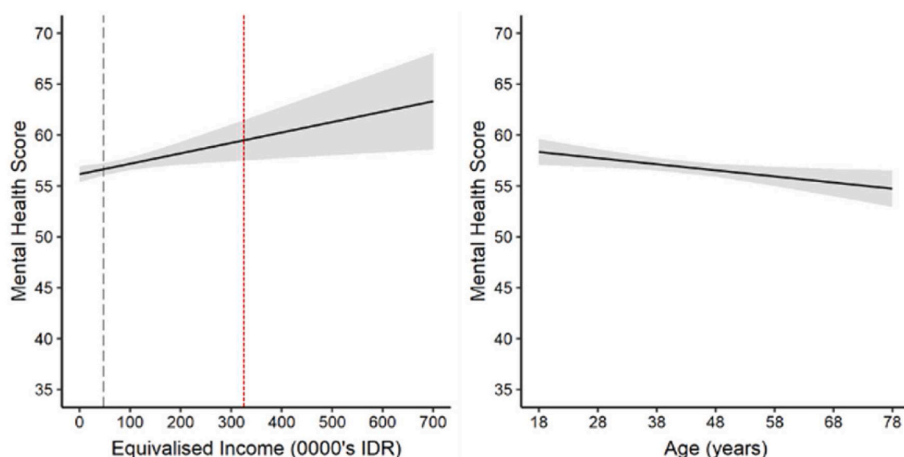 70
65
60
55
50
45
40
35
Mental Health Score
0 100 200 300 400 500 600 700
Equivalised Income (0000's IDR)
70
65
60
55
50
45
40
35
Mental Health Score
18 28 38 48 58 68 78
Age (years)